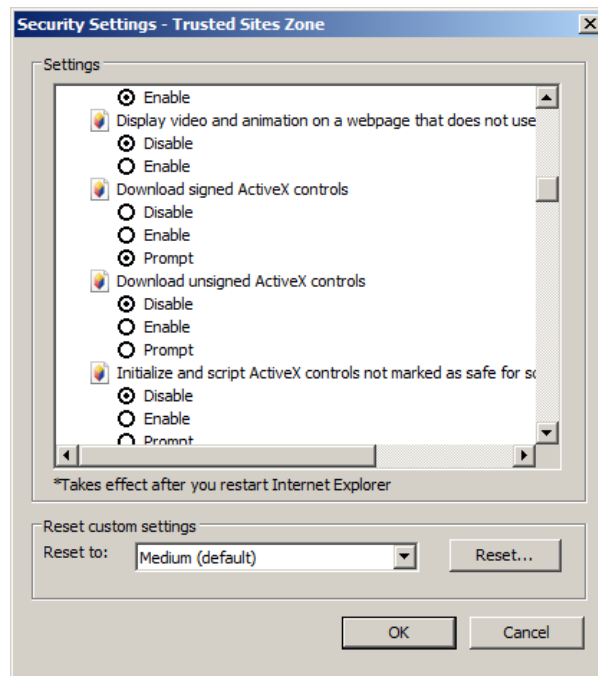 Security Settings - Trusted Sites Zone
Settings
Enable
Display video and animation on a webpage that does not use
Disable
Enable
Download signed ActiveX controls
Disable
Enable
Prompt
Download unsigned ActiveX controls
Disable
Enable
Prompt
Initialize and script ActiveX controls not marked as safe for sc
Disable
Enable
Prompt
*Takes effect after you restart Internet Explorer
Reset custom settings
Reset to:
Medium (default)
Reset...
OK
Cancel